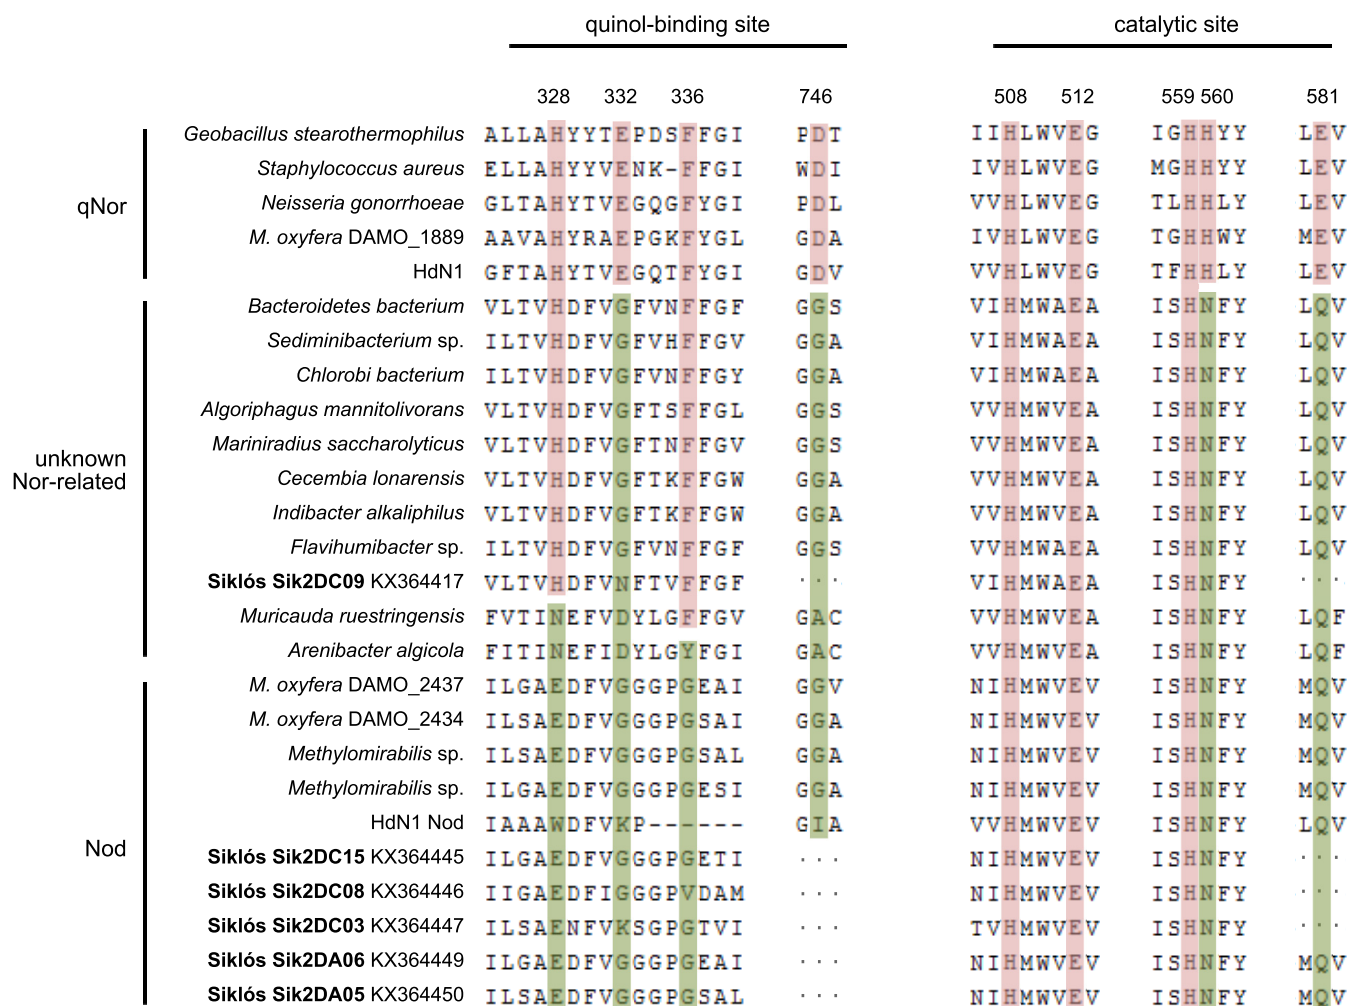 quinol-binding site catalytic site
328 332 336 746 508 512 559 560 581
qNor
unknown Nor-related
Nod
Geobacillus stearothermophilus ALLAHYYTEPDSFFGI PDT IIHLWVEG IGHHYY LEV
Staphylococcus aureus ELLAHYYVENK-FFGI WDI IVHLWVEG MGHHYY LEV
Neisseria gonorrhoeae GLTAHYTVEGQGFYGI PDL VVHLWVEG TLHHLY LEV
M. oxyfera DAMO_1889 AAVAHYRAEPGKFYGL GDA IVHLWVEG TGHHWY MEV
HdN1 GFTAHYTVEGQTFYGI GDV VVHLWVEG TFHHLY LEV
Bacteroidetes bacterium VLTVHDFVGFVNFFGF GGS VIHMWAEA ISHNFY LQV
Sediminibacterium sp. ILTVHDFVGFVHFFGV GGA VIHMWAEA ISHNFY LQV
Chlorobi bacterium ILTVHDFVGFVNFFGY GGA VIHMWAEA ISHNFY LQV
Algoriphagus mannitolivorans VLTVHDFVGFTSFFGL GGS VVHMWVEA ISHNFY LQV
Mariniradius saccharolyticus VLTVHDFVGFTNFFGV GGS VVHMWVEA ISHNFY LQV
Cecembia lonarensis VLTVHDFVGFTKFFGW GGA VVHMWVEA ISHNFY LQV
Indibacter alkaliphilus VLTVHDFVGFTKFFGW GGA VVHMWVEA ISHNFY LQV
Flavihumibacter sp. ILTVHDFVGFVNFFGF GGS VVHMWAEA ISHNFY LQV
Siklós Sik2DC09 KX364417 VLTVHDFVNFTVFFGF ... VIHMWAEA ISHNFY ...
Muricauda ruestringensis FVTINEFVDYLGFFGV GAC VVHMWVEA ISHNFY LQF
Arenibacter algicola FITINEFIDYLGYFGI GAC VVHMWVEA ISHNFY LQF
M. oxyfera DAMO_2437 ILGAEDFVGGGPGEAI GGV NIHMWVEV ISHNFY MQV
M. oxyfera DAMO_2434 ILSAEDFVGGGPGSAI GGA NIHMWVEV ISHNFY MQV
Methylomirabilis sp. ILSAEDFVGGGPGSAL GGA NIHMWVEV ISHNFY MQV
Methylomirabilis sp. ILGAEDFVGGGPGESI GGA NIHMWVEV ISHNFY MQV
HdN1 Nod IAAAWDFVKP------ GIA VVHMWVEV ISHNFY LQV
Siklós Sik2DC15 KX364445 ILGAEDFVGGGPGETI ... NIHMWVEV ISHNFY ...
Siklós Sik2DC08 KX364446 IIGAEDFIGGGPVDAM ... NIHMWVEV ISHNFY ...
Siklós Sik2DC03 KX364447 ILSAENFVKSGPGTVI ... TVHMWVEV ISHNFY ...
Siklós Sik2DA06 KX364449 ILGAEDFVGGGPGEAI ... NIHMWVEV ISHNFY MQV
Siklós Sik2DA05 KX364450 ILSAEDFVGGGPGSAL ... NIHMWVEV ISHNFY MQV